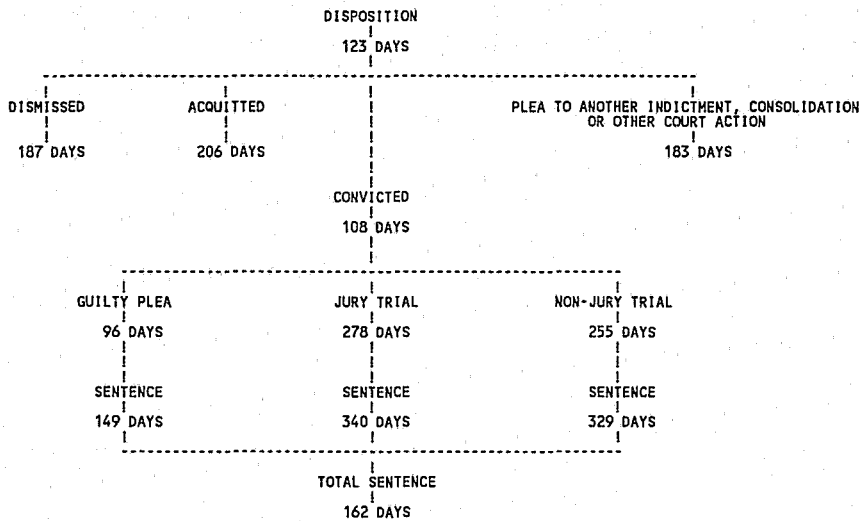 DISPOSITION
123 DAYS
DISMISSED ACQUITTED PLEA TO ANOTHER INDICTMENT, CONSOLIDATION
OR OTHER COURT ACTION
187 DAYS 206 DAYS 183 DAYS
CONVICTED
108 DAYS
GUILTY PLEA JURY TRIAL NON-JURY TRIAL
96 DAYS 278 DAYS 255 DAYS
SENTENCE SENTENCE SENTENCE
149 DAYS 340 DAYS 329 DAYS
TOTAL SENTENCE
162 DAYS